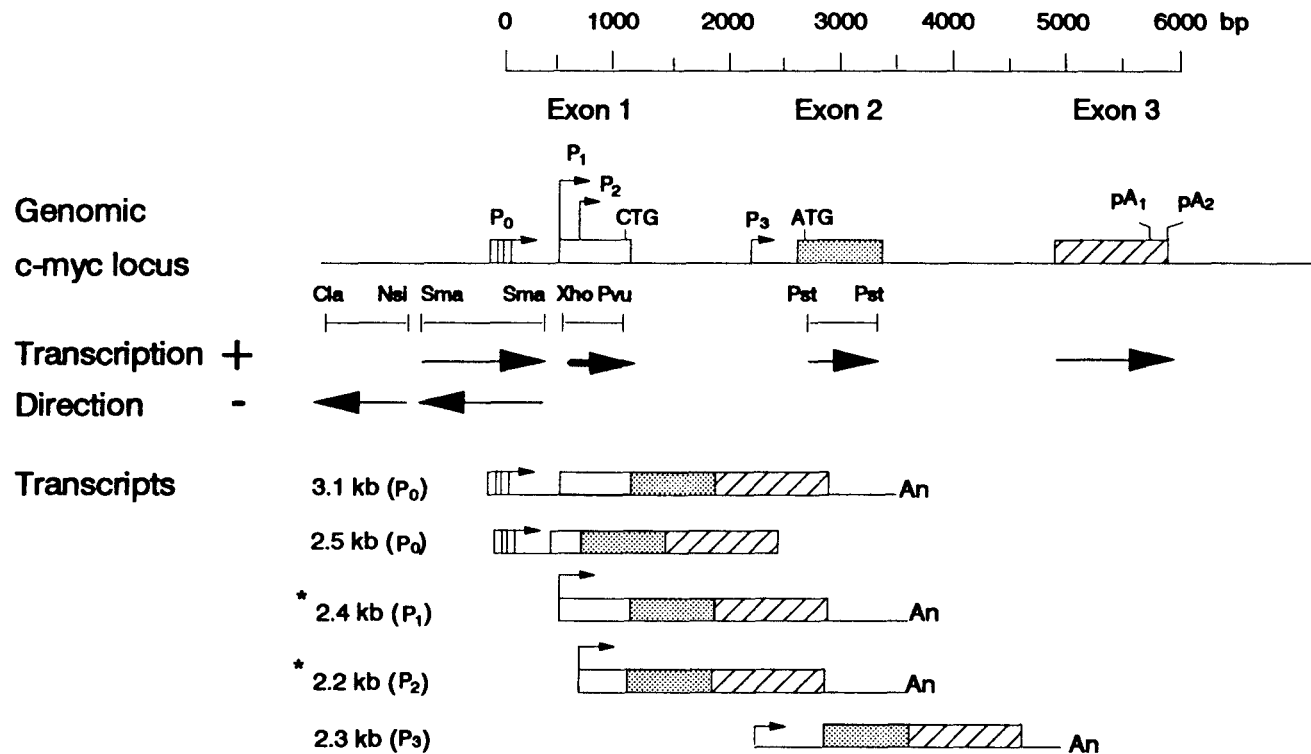 0 1000 2000 3000 4000 5000 6000 bp
Exon 1 Exon 2 Exon 3
P1
P2
Genomic P0 CTG P3 ATG pA1 pA2
c-myc locus
Cla Nsi Sma Sma Xho Pvu Pst Pst
Transcription +
Direction -
Transcripts 3.1 kb (P0) An
2.5 kb (P0)
* 2.4 kb (P1) An
* 2.2 kb (P2) An
2.3 kb (P3) An